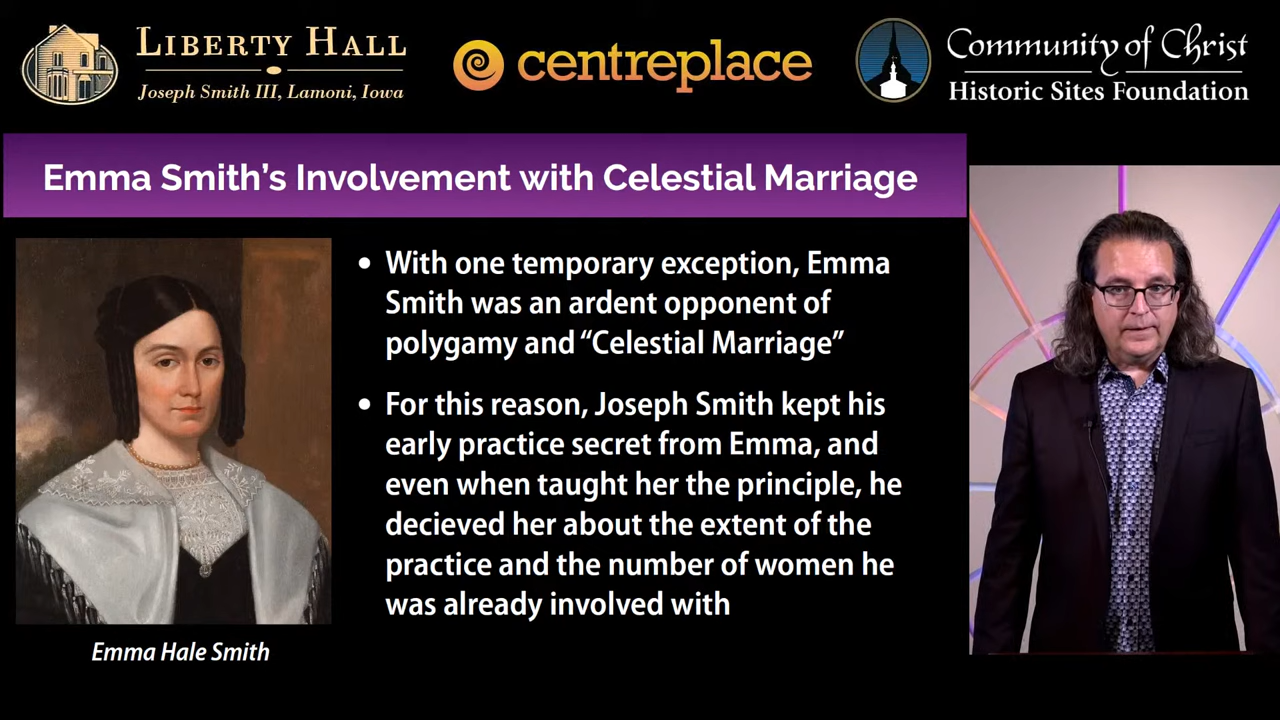 LIBERTY HALL
Joseph Smith III, Lamoni, Iowa
centreplace
Community of Christ
Historic Sites Foundation
Emma Smith's Involvement with Celestial Marriage
• With one temporary exception, Emma
Smith was an ardent opponent of
polygamy and “Celestial Marriage”
• For this reason, Joseph Smith kept his
early practice secret from Emma, and
even when taught her the principle, he
decieved her about the extent of the
practice and the number of women he
was already involved with
Emma Hale Smith